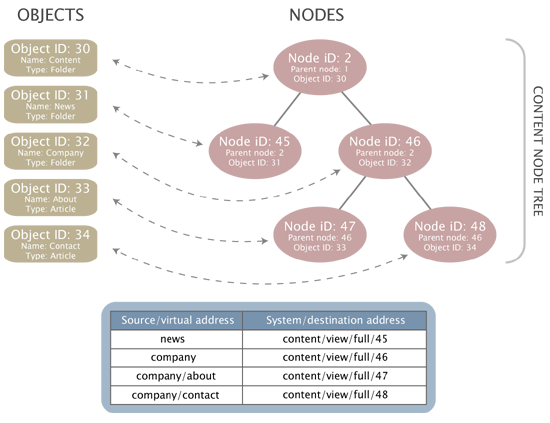 OBJECTS
NODES
Object ID: 30
Name: Content
Type: Folder
Object ID: 31
Name: News
Type: Folder
Object ID: 32
Name: Company
Type: Folder
Object ID: 33
Name: About
Type: Article
Object ID: 34
Name: Contact
Type: Article
Node iD: 2
Parent node: 1
Object ID: 30
Node iD: 45
Parent node: 2
Object ID: 31
Node iD: 46
Parent node: 2
Object ID: 32
Node iD: 47
Parent node: 46
Object ID: 33
Node iD: 48
Parent node: 46
Object ID: 34
CONTENT NODE TREE
Source/virtual address System/destination address
news content/view/full/45
company content/view/full/46
company/about content/view/full/47
company/contact content/view/full/48